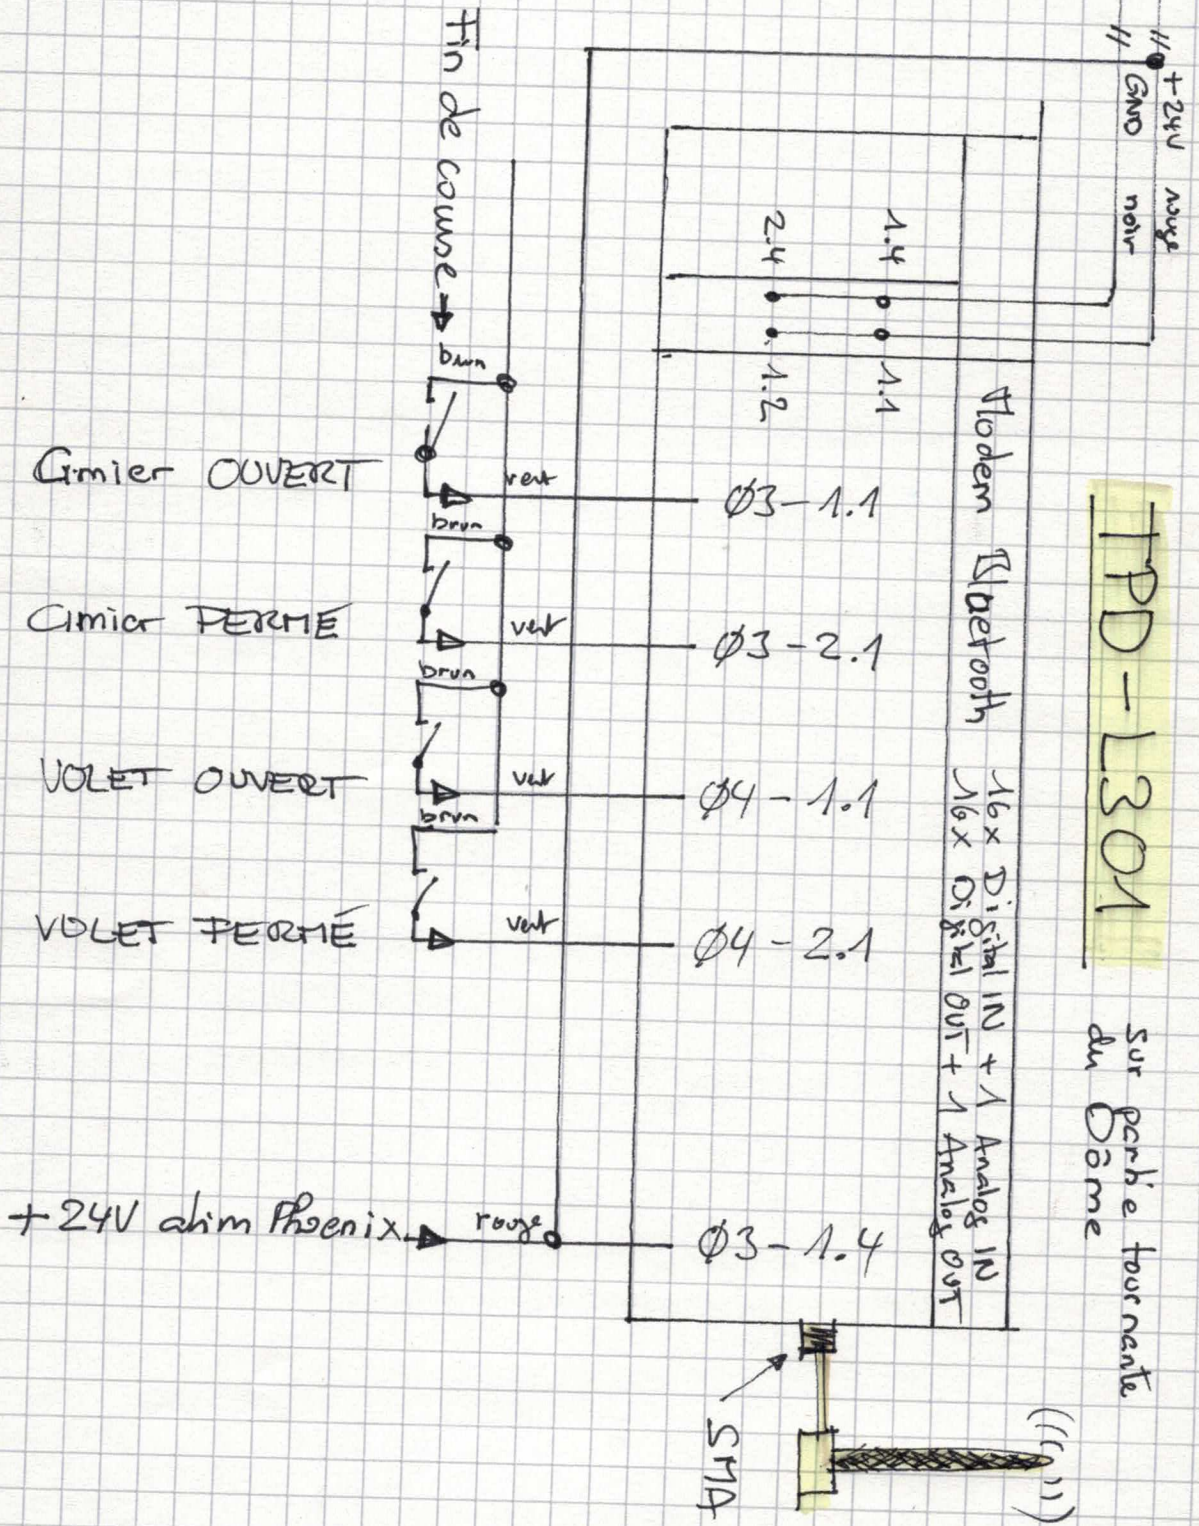 TPD-L301
sur partie tournante
du Dôme
+24V rouge
GND noir
1.4
2.4
1.1
1.2
Modem Bluetooth
16x Digital IN + 1 Analog IN
16x Digital OUT + 1 Analog OUT
Fin de course
brun
Cimier OUVERT
vert
Ø3-1.1
brun
Cimier FERMÉ
vert
Ø3-2.1
brun
VOLET OUVERT
vert
Ø4-1.1
brun
VOLET FERMÉ
vert
Ø4-2.1
+24V alim Phoenix
rouge
Ø3-1.4
SMA